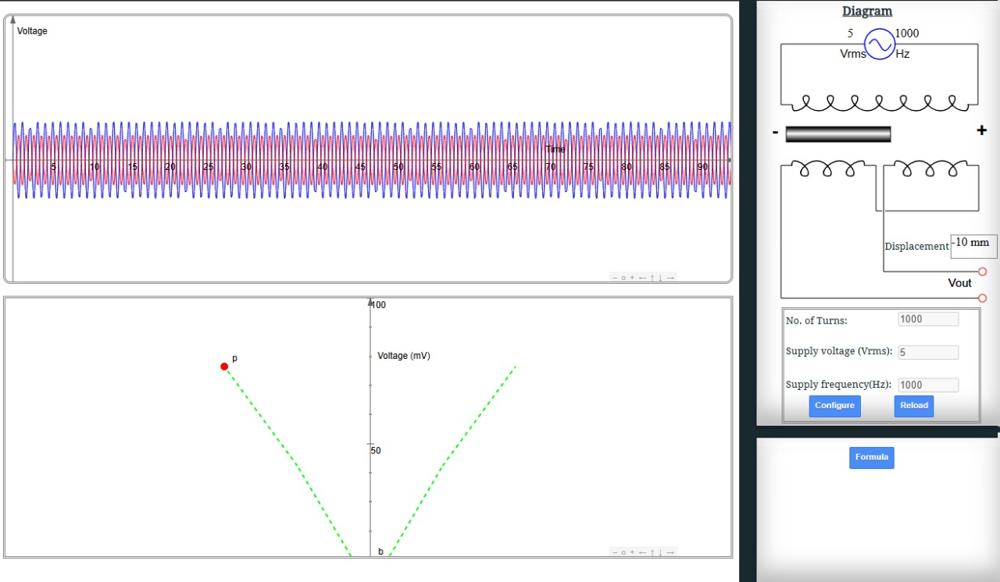 Voltage
Time
5 10 15 20 25 30 35 40 45 50 55 60 65 70 75 80 85 90
− o + ← ↑ ↓ →
100
Voltage (mV)
p
50
b
− o + ← ↑ ↓ →
Diagram
5 1000
Vrms Hz
- +
Displacement -10 mm
Vout
No. of Turns: 1000
Supply voltage (Vrms): 5
Supply frequency(Hz): 1000
Configure Reload
Formula